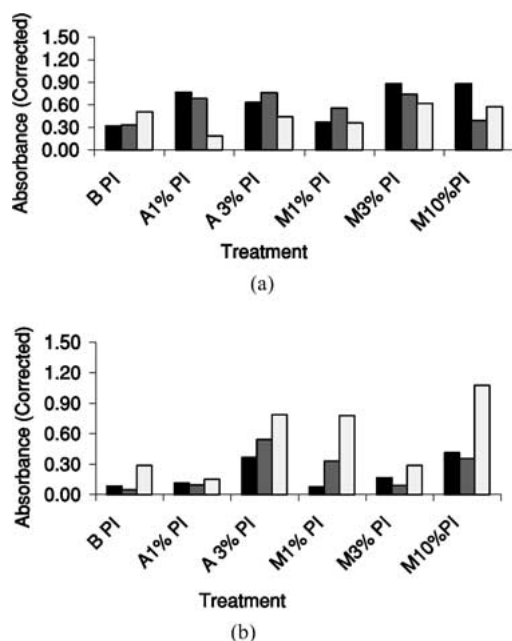 Absorbance (Corrected)
1.50
1.20
0.90
0.60
0.30
0.00
B PI
A1% PI
A 3% PI
M1% PI
M3% PI
M10%PI
Treatment
(a)
Absorbance (Corrected)
1.50
1.20
0.90
0.60
0.30
0.00
B PI
A1% PI
A 3% PI
M1% PI
M3% PI
M10%PI
Treatment
(b)